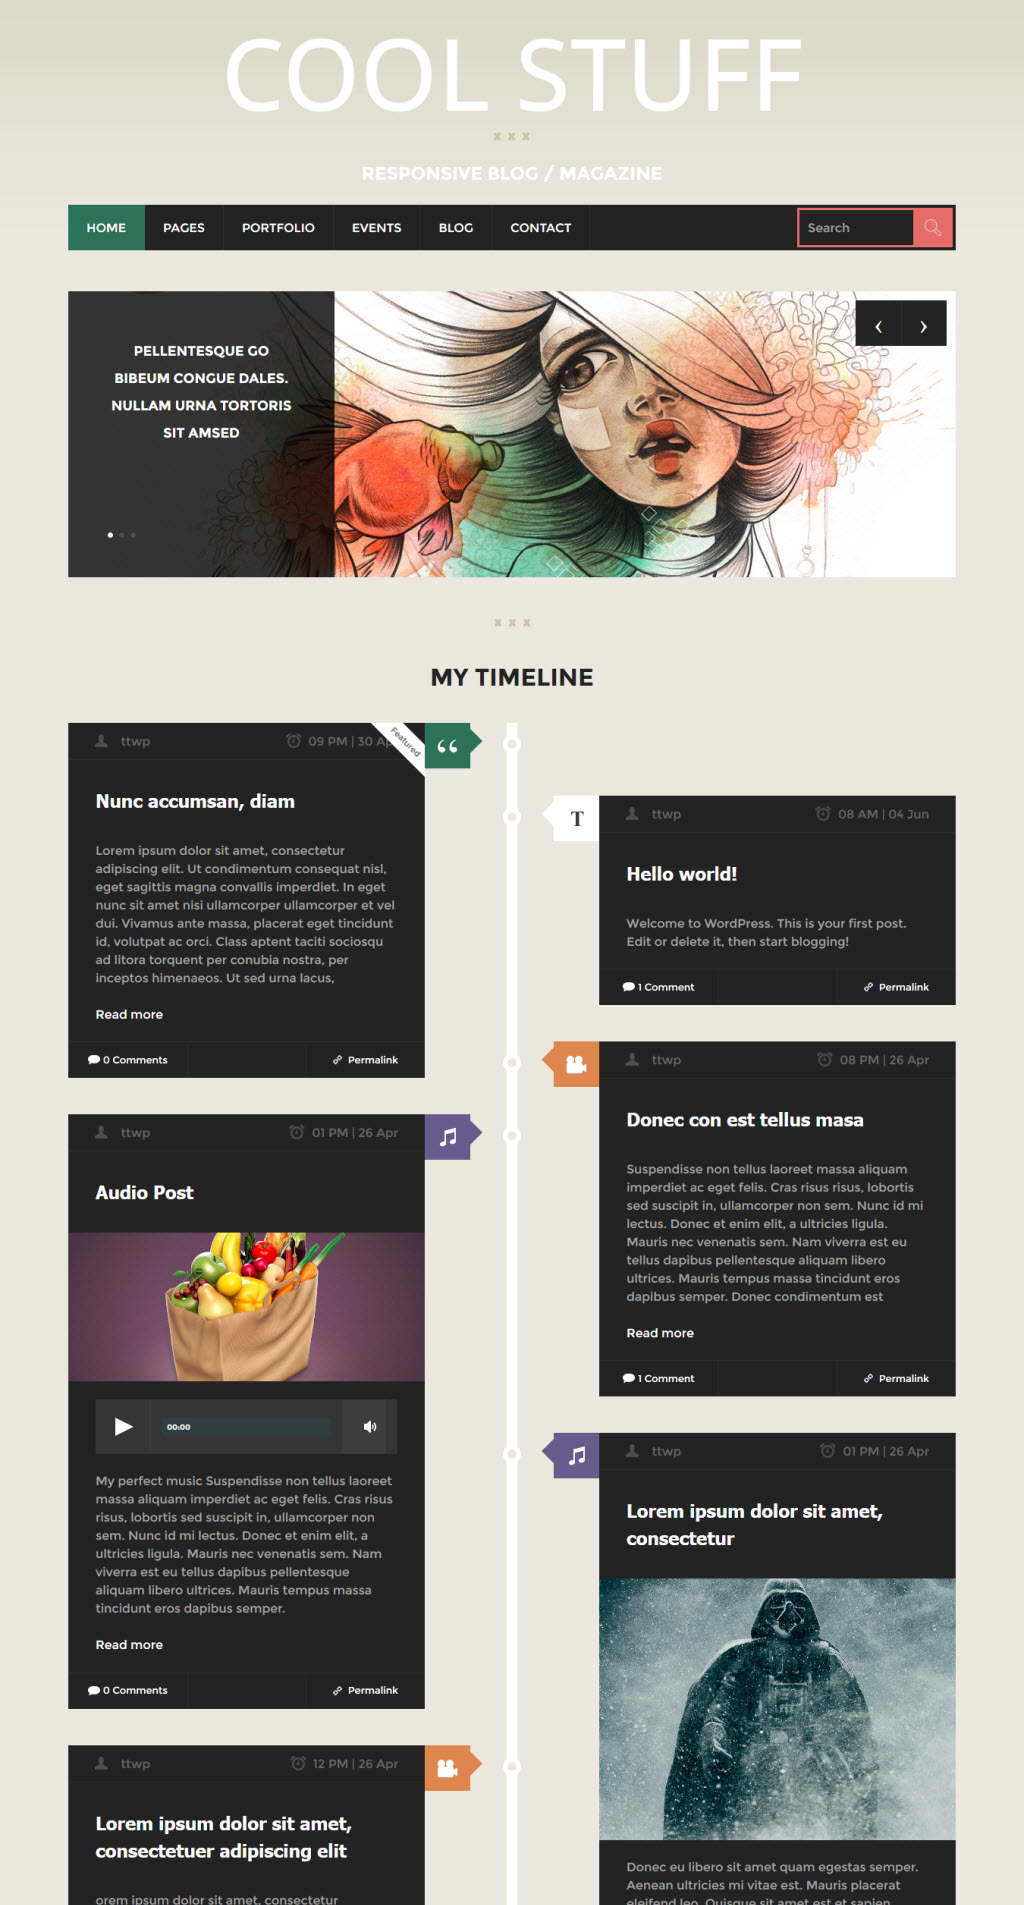 COOL STUFF
x x x
RESPONSIVE BLOG / MAGAZINE
HOME PAGES PORTFOLIO EVENTS BLOG CONTACT Search
PELLENTESQUE GO
BIBEUM CONGUE DALES.
NULLAM URNA TORTORIS
SIT AMSED
x x x
MY TIMELINE
ttwp 09 PM | 30 Ap
Featured
Nunc accumsan, diam
Lorem ipsum dolor sit amet, consectetur
adipiscing elit. Ut condimentum consequat nisl,
eget sagittis magna convallis imperdiet. In eget
nunc sit amet nisi ullamcorper ullamcorper et vel
dui. Vivamus ante massa, placerat eget tincidunt
id, volutpat ac orci. Class aptent taciti sociosqu
ad litora torquent per conubia nostra, per
inceptos himenaeos. Ut sed urna lacus,
Read more
0 Comments Permalink
T
ttwp 08 AM | 04 Jun
Hello world!
Welcome to WordPress. This is your first post.
Edit or delete it, then start blogging!
1 Comment Permalink
ttwp 08 PM | 26 Apr
Donec con est tellus masa
Suspendisse non tellus laoreet massa aliquam
imperdiet ac eget felis. Cras risus risus, lobortis
sed suscipit in, ullamcorper non sem. Nunc id mi
lectus. Donec et enim elit, a ultricies ligula.
Mauris nec venenatis sem. Nam viverra est eu
tellus dapibus pellentesque aliquam libero
ultrices. Mauris tempus massa tincidunt eros
dapibus semper. Donec condimentum est
Read more
1 Comment Permalink
ttwp 01 PM | 26 Apr
Audio Post
00:00
My perfect music Suspendisse non tellus laoreet
massa aliquam imperdiet ac eget felis. Cras risus
risus, lobortis sed suscipit in, ullamcorper non
sem. Nunc id mi lectus. Donec et enim elit, a
ultricies ligula. Mauris nec venenatis sem. Nam
viverra est eu tellus dapibus pellentesque
aliquam libero ultrices. Mauris tempus massa
tincidunt eros dapibus semper.
Read more
0 Comments Permalink
ttwp 01 PM | 26 Apr
Lorem ipsum dolor sit amet,
consectetur
Donec eu libero sit amet quam egestas semper.
Aenean ultricies mi vitae est. Mauris placerat
eleifend leo. Quisque sit amet est et sapien
ttwp 12 PM | 26 Apr
Lorem ipsum dolor sit amet,
consectetuer adipiscing elit
orem ipsum dolor sit amet, consectetur